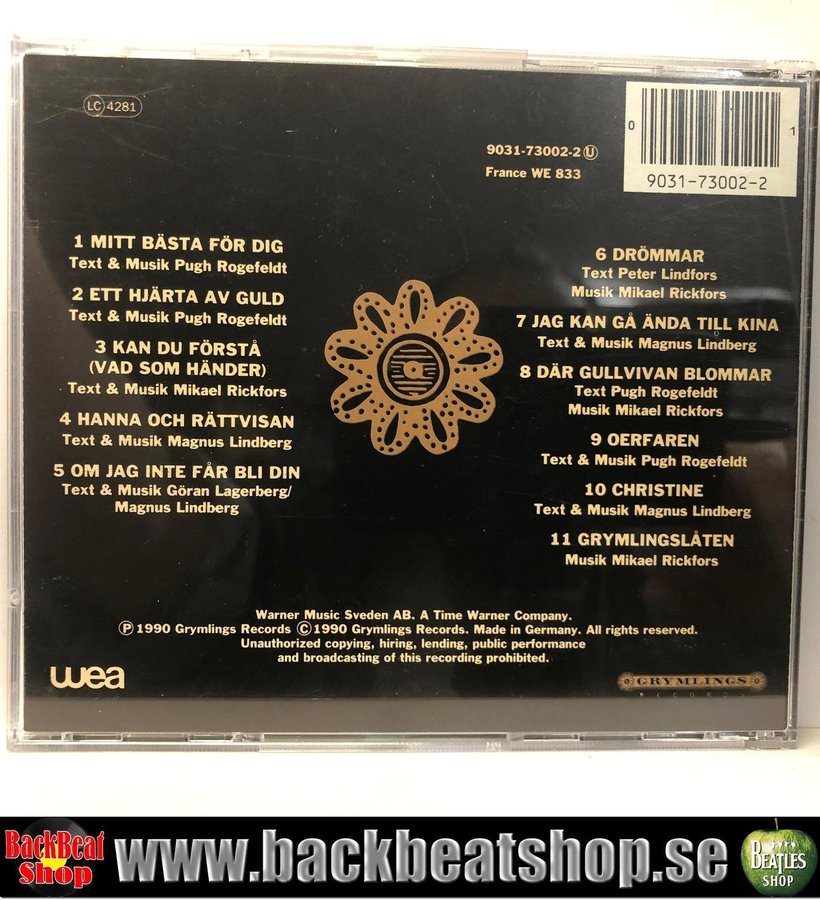 LC 4281
9031-73002-2 U
France WE 833
0
1
9031-73002-2
1 MITT BÄSTA FÖR DIG
Text & Musik Pugh Rogefeldt
2 ETT HJÄRTA AV GULD
Text & Musik Pugh Rogefeldt
3 KAN DU FÖRSTÅ
(VAD SOM HÄNDER)
Text & Musik Mikael Rickfors
4 HANNA OCH RÄTTVISAN
Text & Musik Magnus Lindberg
5 OM JAG INTE FÅR BLI DIN
Text & Musik Göran Lagerberg/
Magnus Lindberg
6 DRÖMMAR
Text Peter Lindfors
Musik Mikael Rickfors
7 JAG KAN GÅ ÄNDA TILL KINA
Text & Musik Magnus Lindberg
8 DÄR GULLVIVAN BLOMMAR
Text Pugh Rogefeldt
Musik Mikael Rickfors
9 OERFAREN
Text & Musik Pugh Rogefeldt
10 CHRISTINE
Text & Musik Magnus Lindberg
11 GRYMLINGSLÅTEN
Musik Mikael Rickfors
Warner Music Sweden AB. A Time Warner Company.
Ⓟ 1990 Grymlings Records Ⓒ 1990 Grymlings Records. Made in Germany. All rights reserved.
Unauthorized copying, hiring, lending, public performance
and broadcasting of this recording prohibited.
wea
GRYMLINGS
RECORDS
BackBeat
Shop
www.backbeatshop.se
BEATLES
SHOP